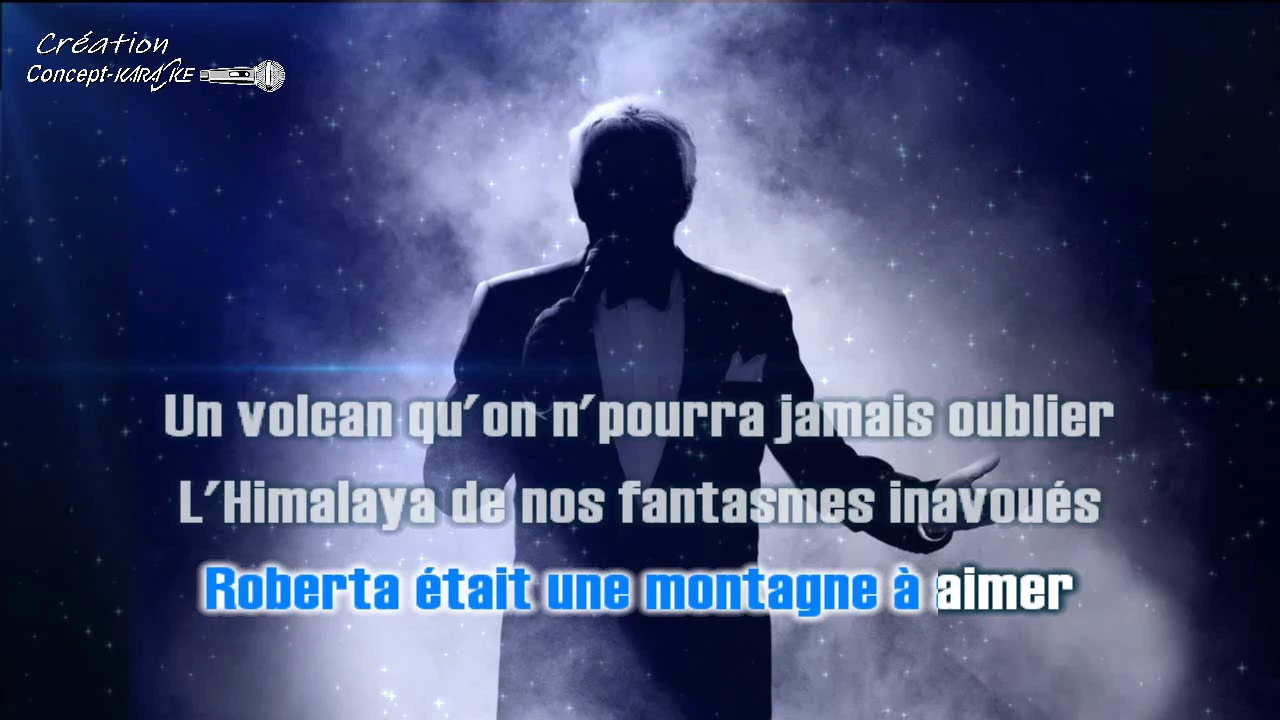 Création
Concept-KARAOKE
Un volcan qu'on n'pourra jamais oublier
L'Himalaya de nos fantasmes inavoués
Roberta était une montagne à aimer